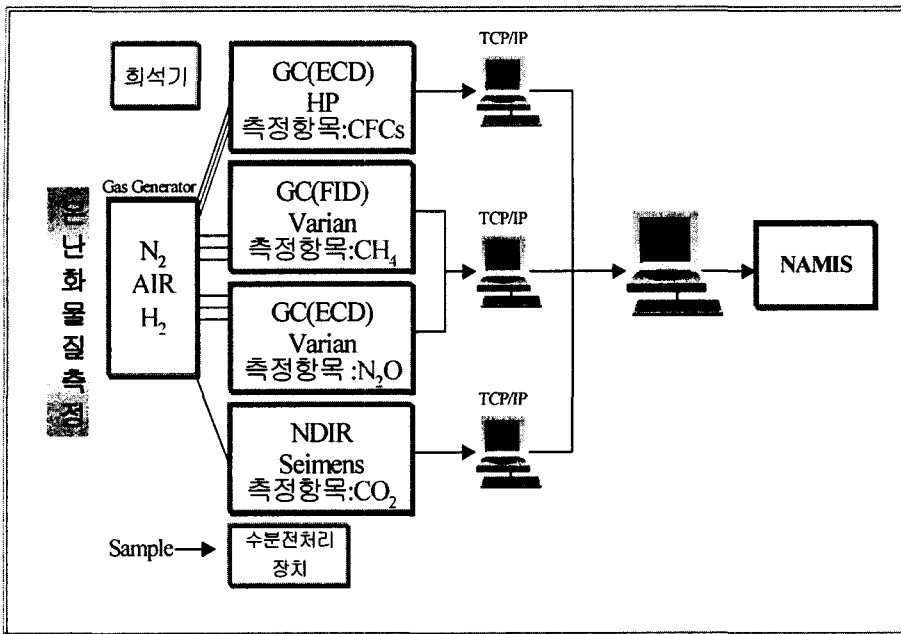 희석기
GC(ECD)
HP
측정항목:CFCs
TCP/IP
온난화물질측정
Gas Generator
N₂
AIR
H₂
GC(FID)
Varian
측정항목:CH₄
GC(ECD)
Varian
측정항목 :N₂O
TCP/IP
NAMIS
NDIR
Seimens
측정항목:CO₂
TCP/IP
Sample
수분전처리
장치